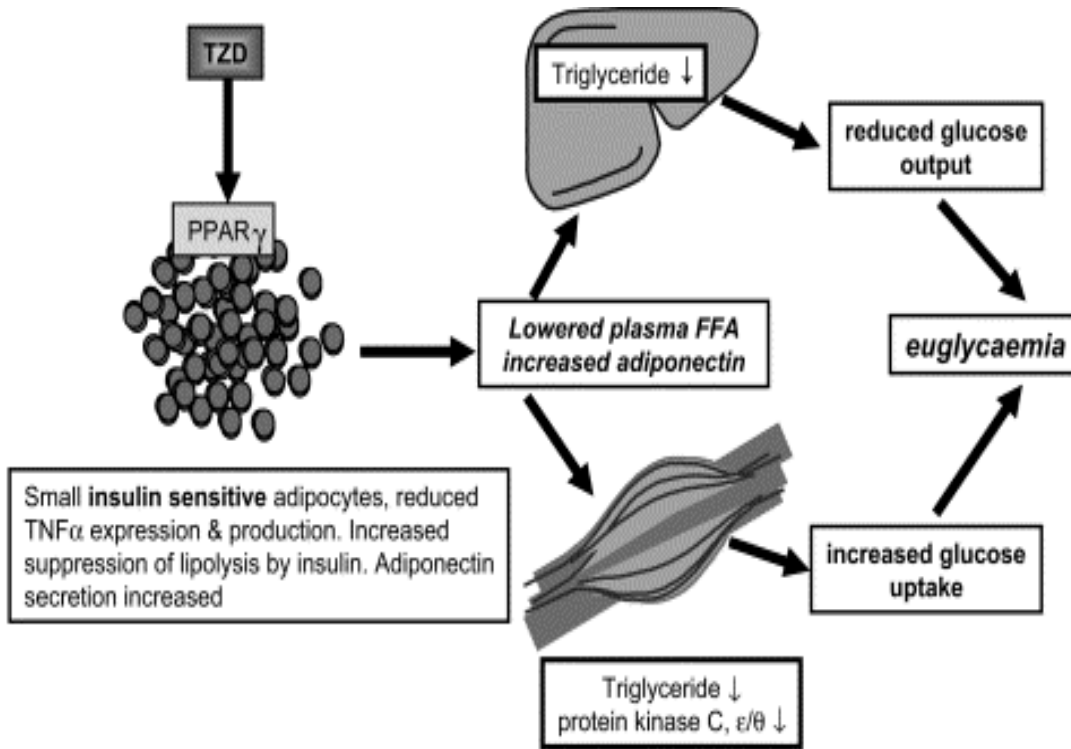 TZD
PPARγ
Triglyceride ↓
reduced glucose
output
Lowered plasma FFA
increased adiponectin
euglycaemia
Small insulin sensitive adipocytes, reduced
TNFα expression & production. Increased
suppression of lipolysis by insulin. Adiponectin
secretion increased
increased glucose
uptake
Triglyceride ↓
protein kinase C, ε/θ ↓